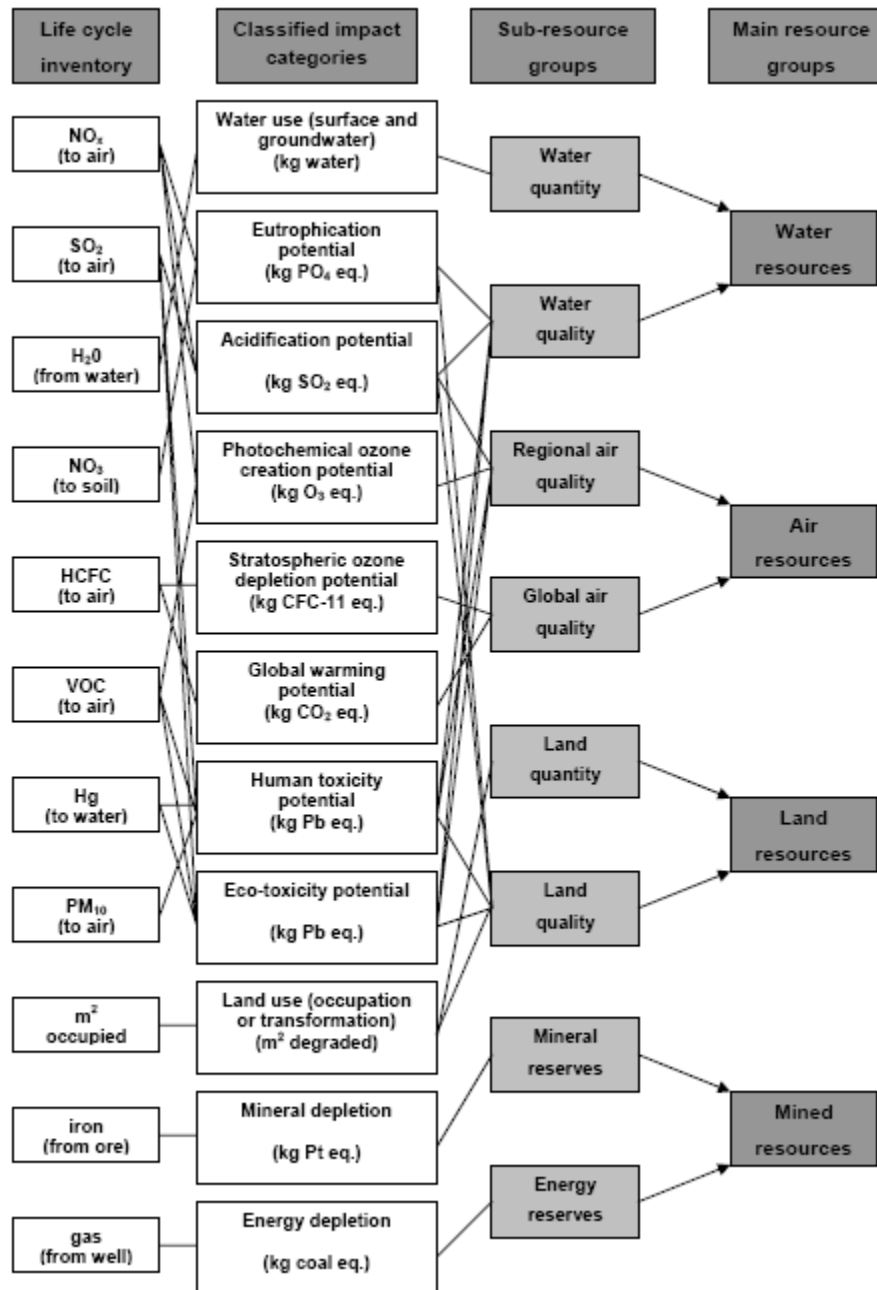 Life cycle
inventory
Classified impact
categories
Sub-resource
groups
Main resource
groups
NOₓ
(to air)
SO₂
(to air)
H₂0
(from water)
NO₃
(to soil)
HCFC
(to air)
VOC
(to air)
Hg
(to water)
PM₁₀
(to air)
m²
occupied
iron
(from ore)
gas
(from well)
Water use (surface and
groundwater)
(kg water)
Eutrophication
potential
(kg PO₄ eq.)
Acidification potential
(kg SO₂ eq.)
Photochemical ozone
creation potential
(kg O₃ eq.)
Stratospheric ozone
depletion potential
(kg CFC-11 eq.)
Global warming
potential
(kg CO₂ eq.)
Human toxicity
potential
(kg Pb eq.)
Eco-toxicity potential
(kg Pb eq.)
Land use (occupation
or transformation)
(m² degraded)
Mineral depletion
(kg Pt eq.)
Energy depletion
(kg coal eq.)
Water
quantity
Water
quality
Regional air
quality
Global air
quality
Land
quantity
Land
quality
Mineral
reserves
Energy
reserves
Water
resources
Air
resources
Land
resources
Mined
resources